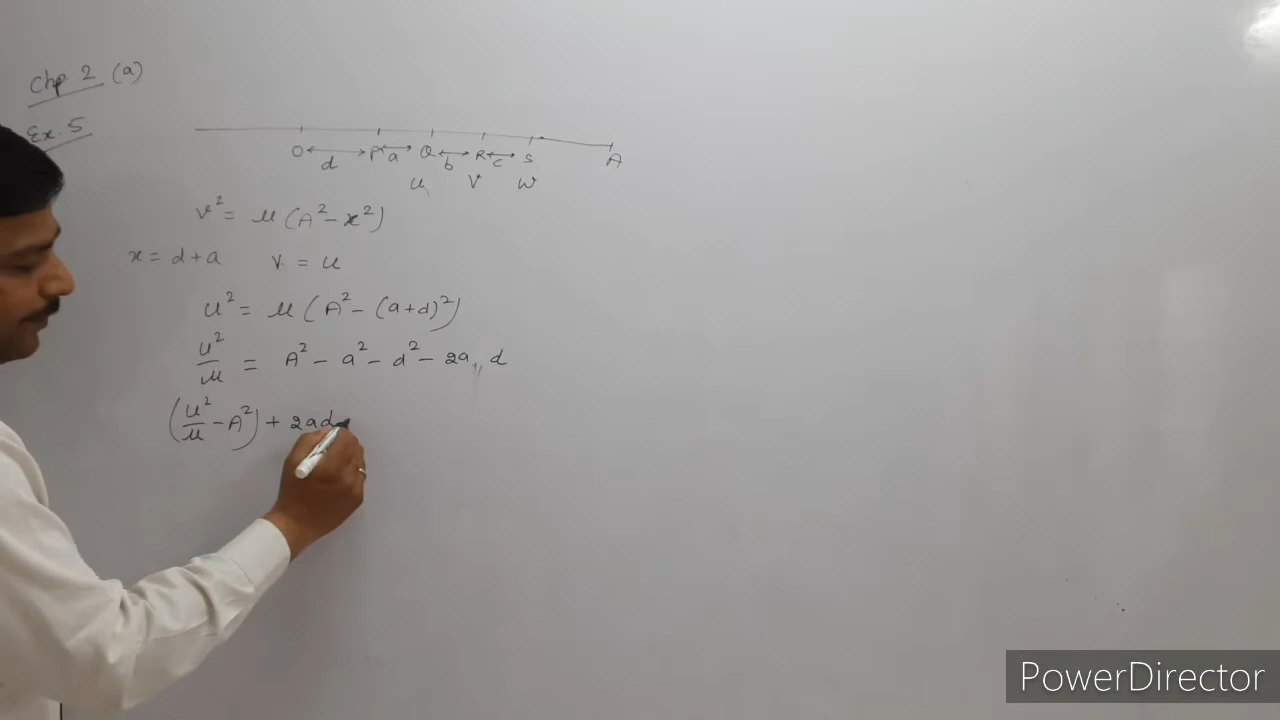 Chp 2 (a)
Ex. 5
O d P a Q b R c S A
u V w
v² = μ (A² - x²)
x = d + a v = u
u² = μ (A² - (a+d)²)
u²/μ = A² - a² - d² - 2a d
(u²/μ - A²) + 2ad
PowerDirector